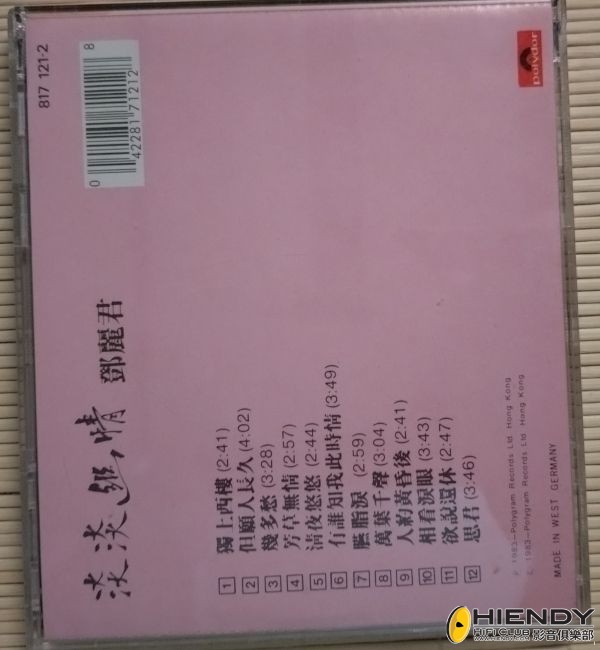 淡淡幽情 鄧麗君
817 121-2
0 42281 71212 8
polydor
1 獨上西樓 (2:41)
2 但願人長久 (4:02)
3 幾多愁 (3:28)
4 芳草無情 (2:57)
5 清夜悠悠 (2:44)
6 有誰知我此時情 (3:49)
7 胭脂淚 (2:59)
8 萬葉千聲 (3:04)
9 人約黃昏後 (2:41)
10 相看淚眼 (3:43)
11 欲說還休 (2:47)
12 思君 (3:46)
P 1983–Polygram Records Ltd. Hong Kong
C 1983–Polygram Records Ltd. Hong Kong
MADE IN WEST GERMANY
HIENDY
HIFICLUB 影音俱樂部